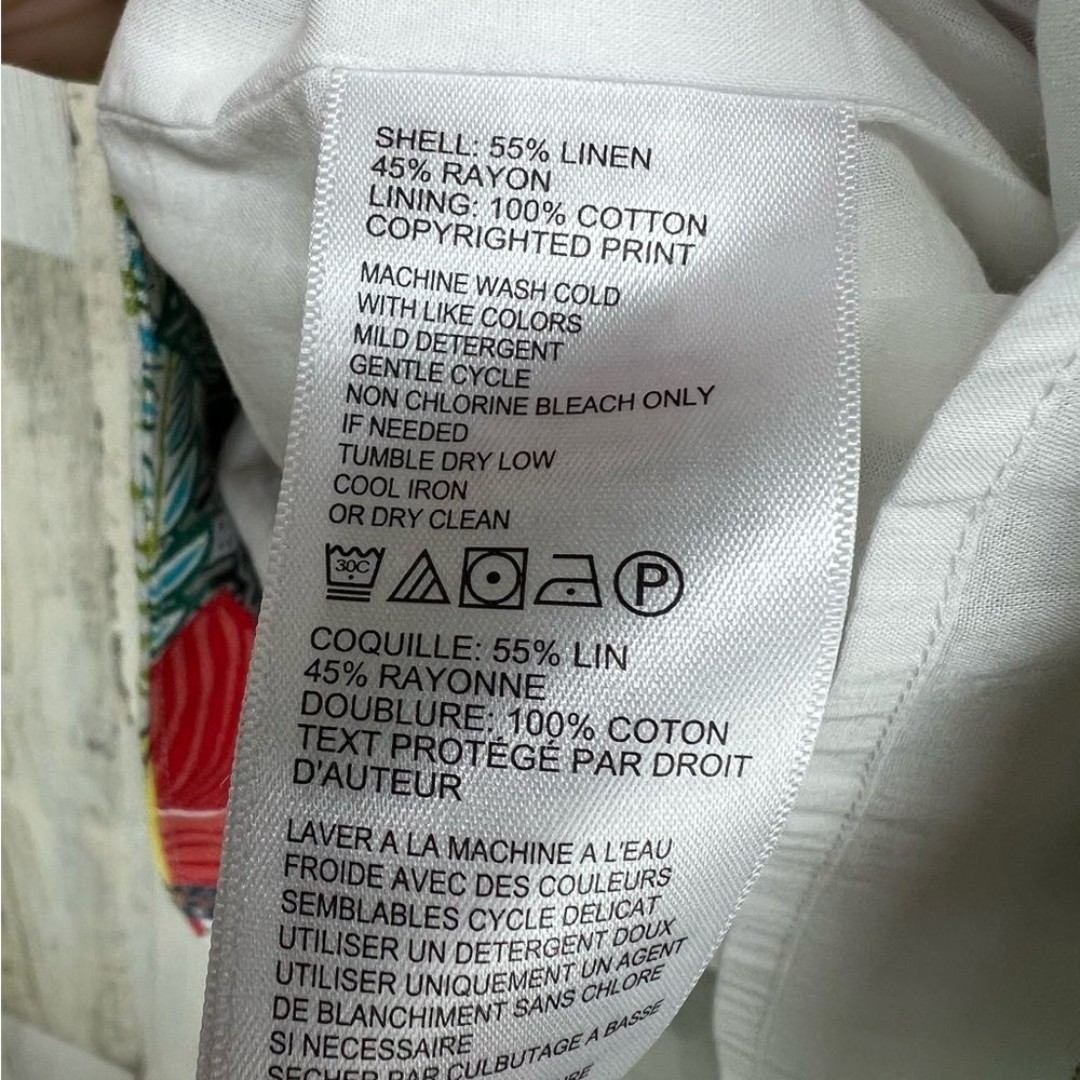 SHELL: 55% LINEN
45% RAYON
LINING: 100% COTTON
COPYRIGHTED PRINT
MACHINE WASH COLD
WITH LIKE COLORS
MILD DETERGENT
GENTLE CYCLE
NON CHLORINE BLEACH ONLY
IF NEEDED
TUMBLE DRY LOW
COOL IRON
OR DRY CLEAN
30C P
COQUILLE: 55% LIN
45% RAYONNE
DOUBLURE: 100% COTON
TEXT PROTÉGÉ PAR DROIT
D'AUTEUR
LAVER A LA MACHINE A L'EAU
FROIDE AVEC DES COULEURS
SEMBLABLES CYCLE DELICAT
UTILISER UN DETERGENT DOUX
UTILISER UNIQUEMENT UN AGENT
DE BLANCHIMENT SANS CHLORE
SI NECESSAIRE
SECHER PAR CULBUTAGE A BASSE